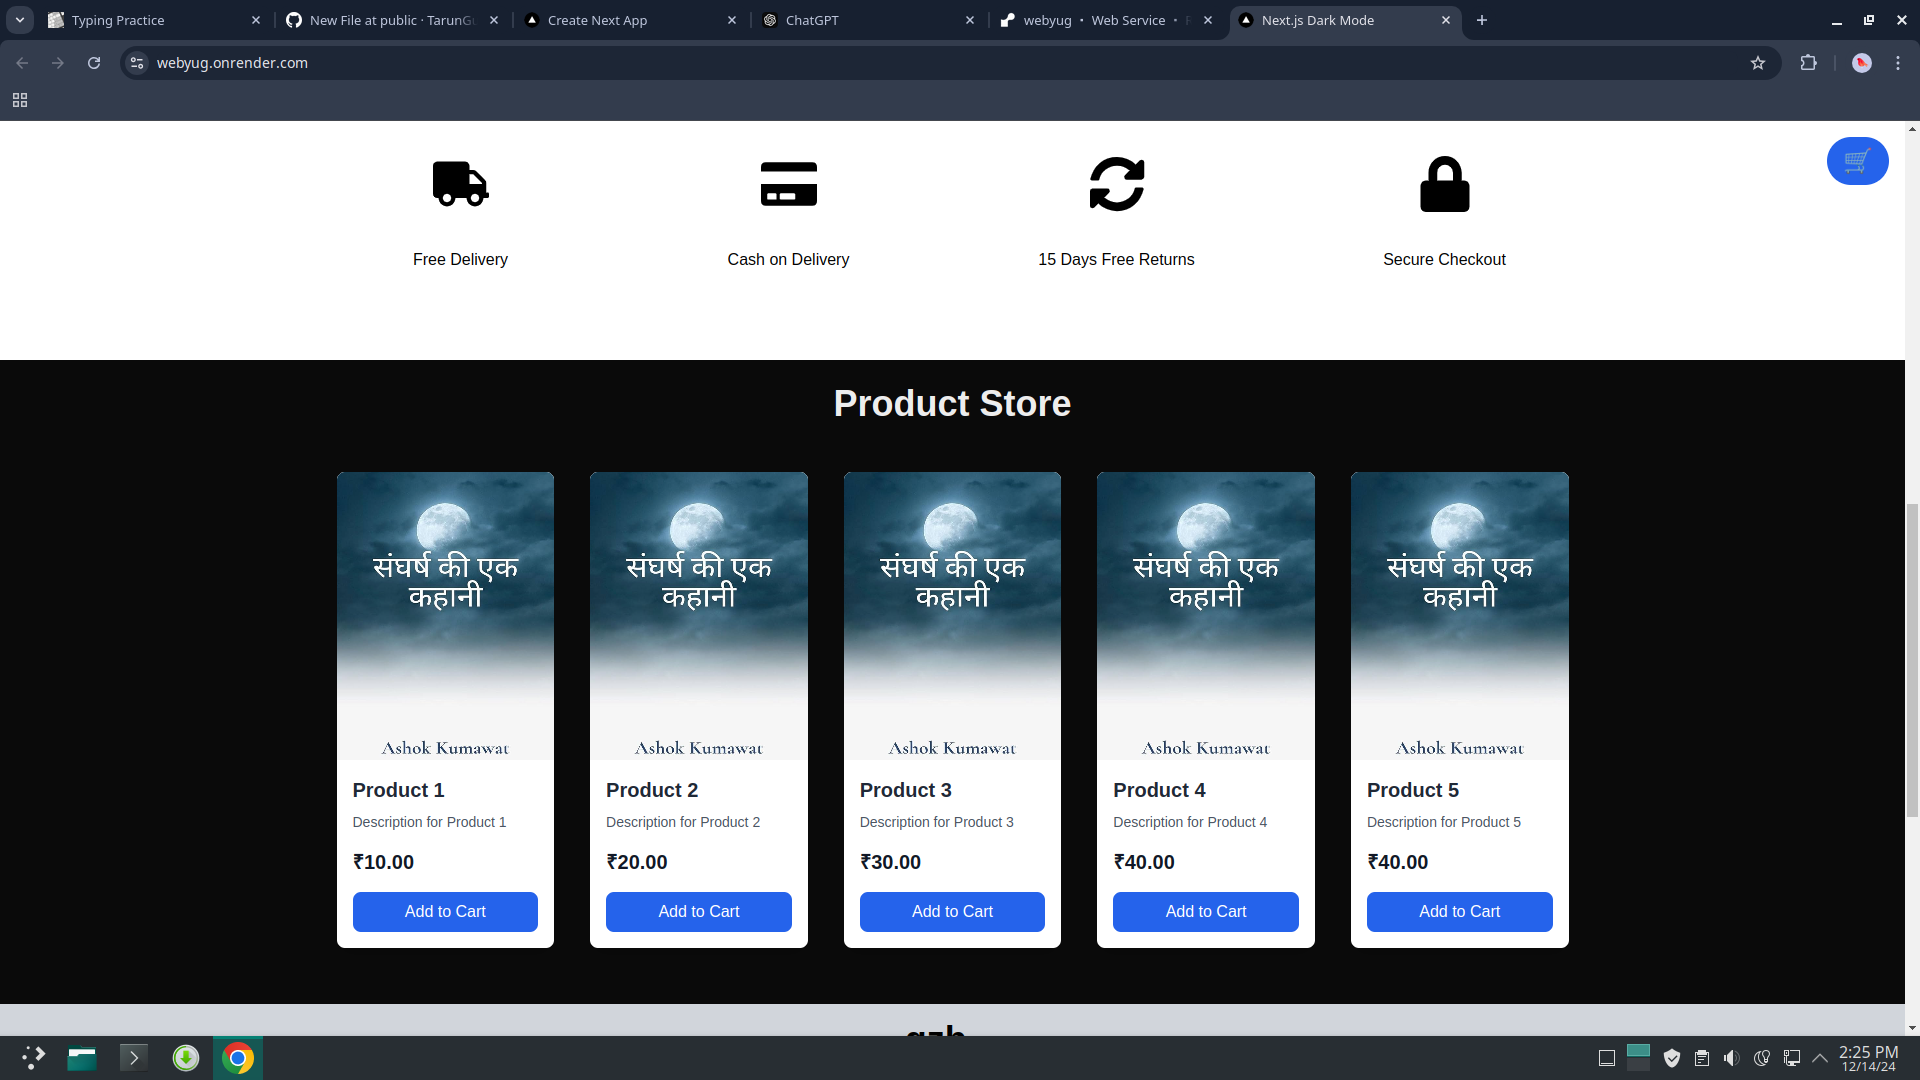 Typing Practice
New File at public · TarunGu
Create Next App
ChatGPT
webyug • Web Service •
Next.js Dark Mode
webyug.onrender.com
Free Delivery
Cash on Delivery
15 Days Free Returns
Secure Checkout
Product Store
संघर्ष की एक
कहानी
Ashok Kumawat
Product 1
Description for Product 1
₹10.00
Add to Cart
संघर्ष की एक
कहानी
Ashok Kumawat
Product 2
Description for Product 2
₹20.00
Add to Cart
संघर्ष की एक
कहानी
Ashok Kumawat
Product 3
Description for Product 3
₹30.00
Add to Cart
संघर्ष की एक
कहानी
Ashok Kumawat
Product 4
Description for Product 4
₹40.00
Add to Cart
संघर्ष की एक
कहानी
Ashok Kumawat
Product 5
Description for Product 5
₹40.00
Add to Cart
2:25 PM
12/14/24